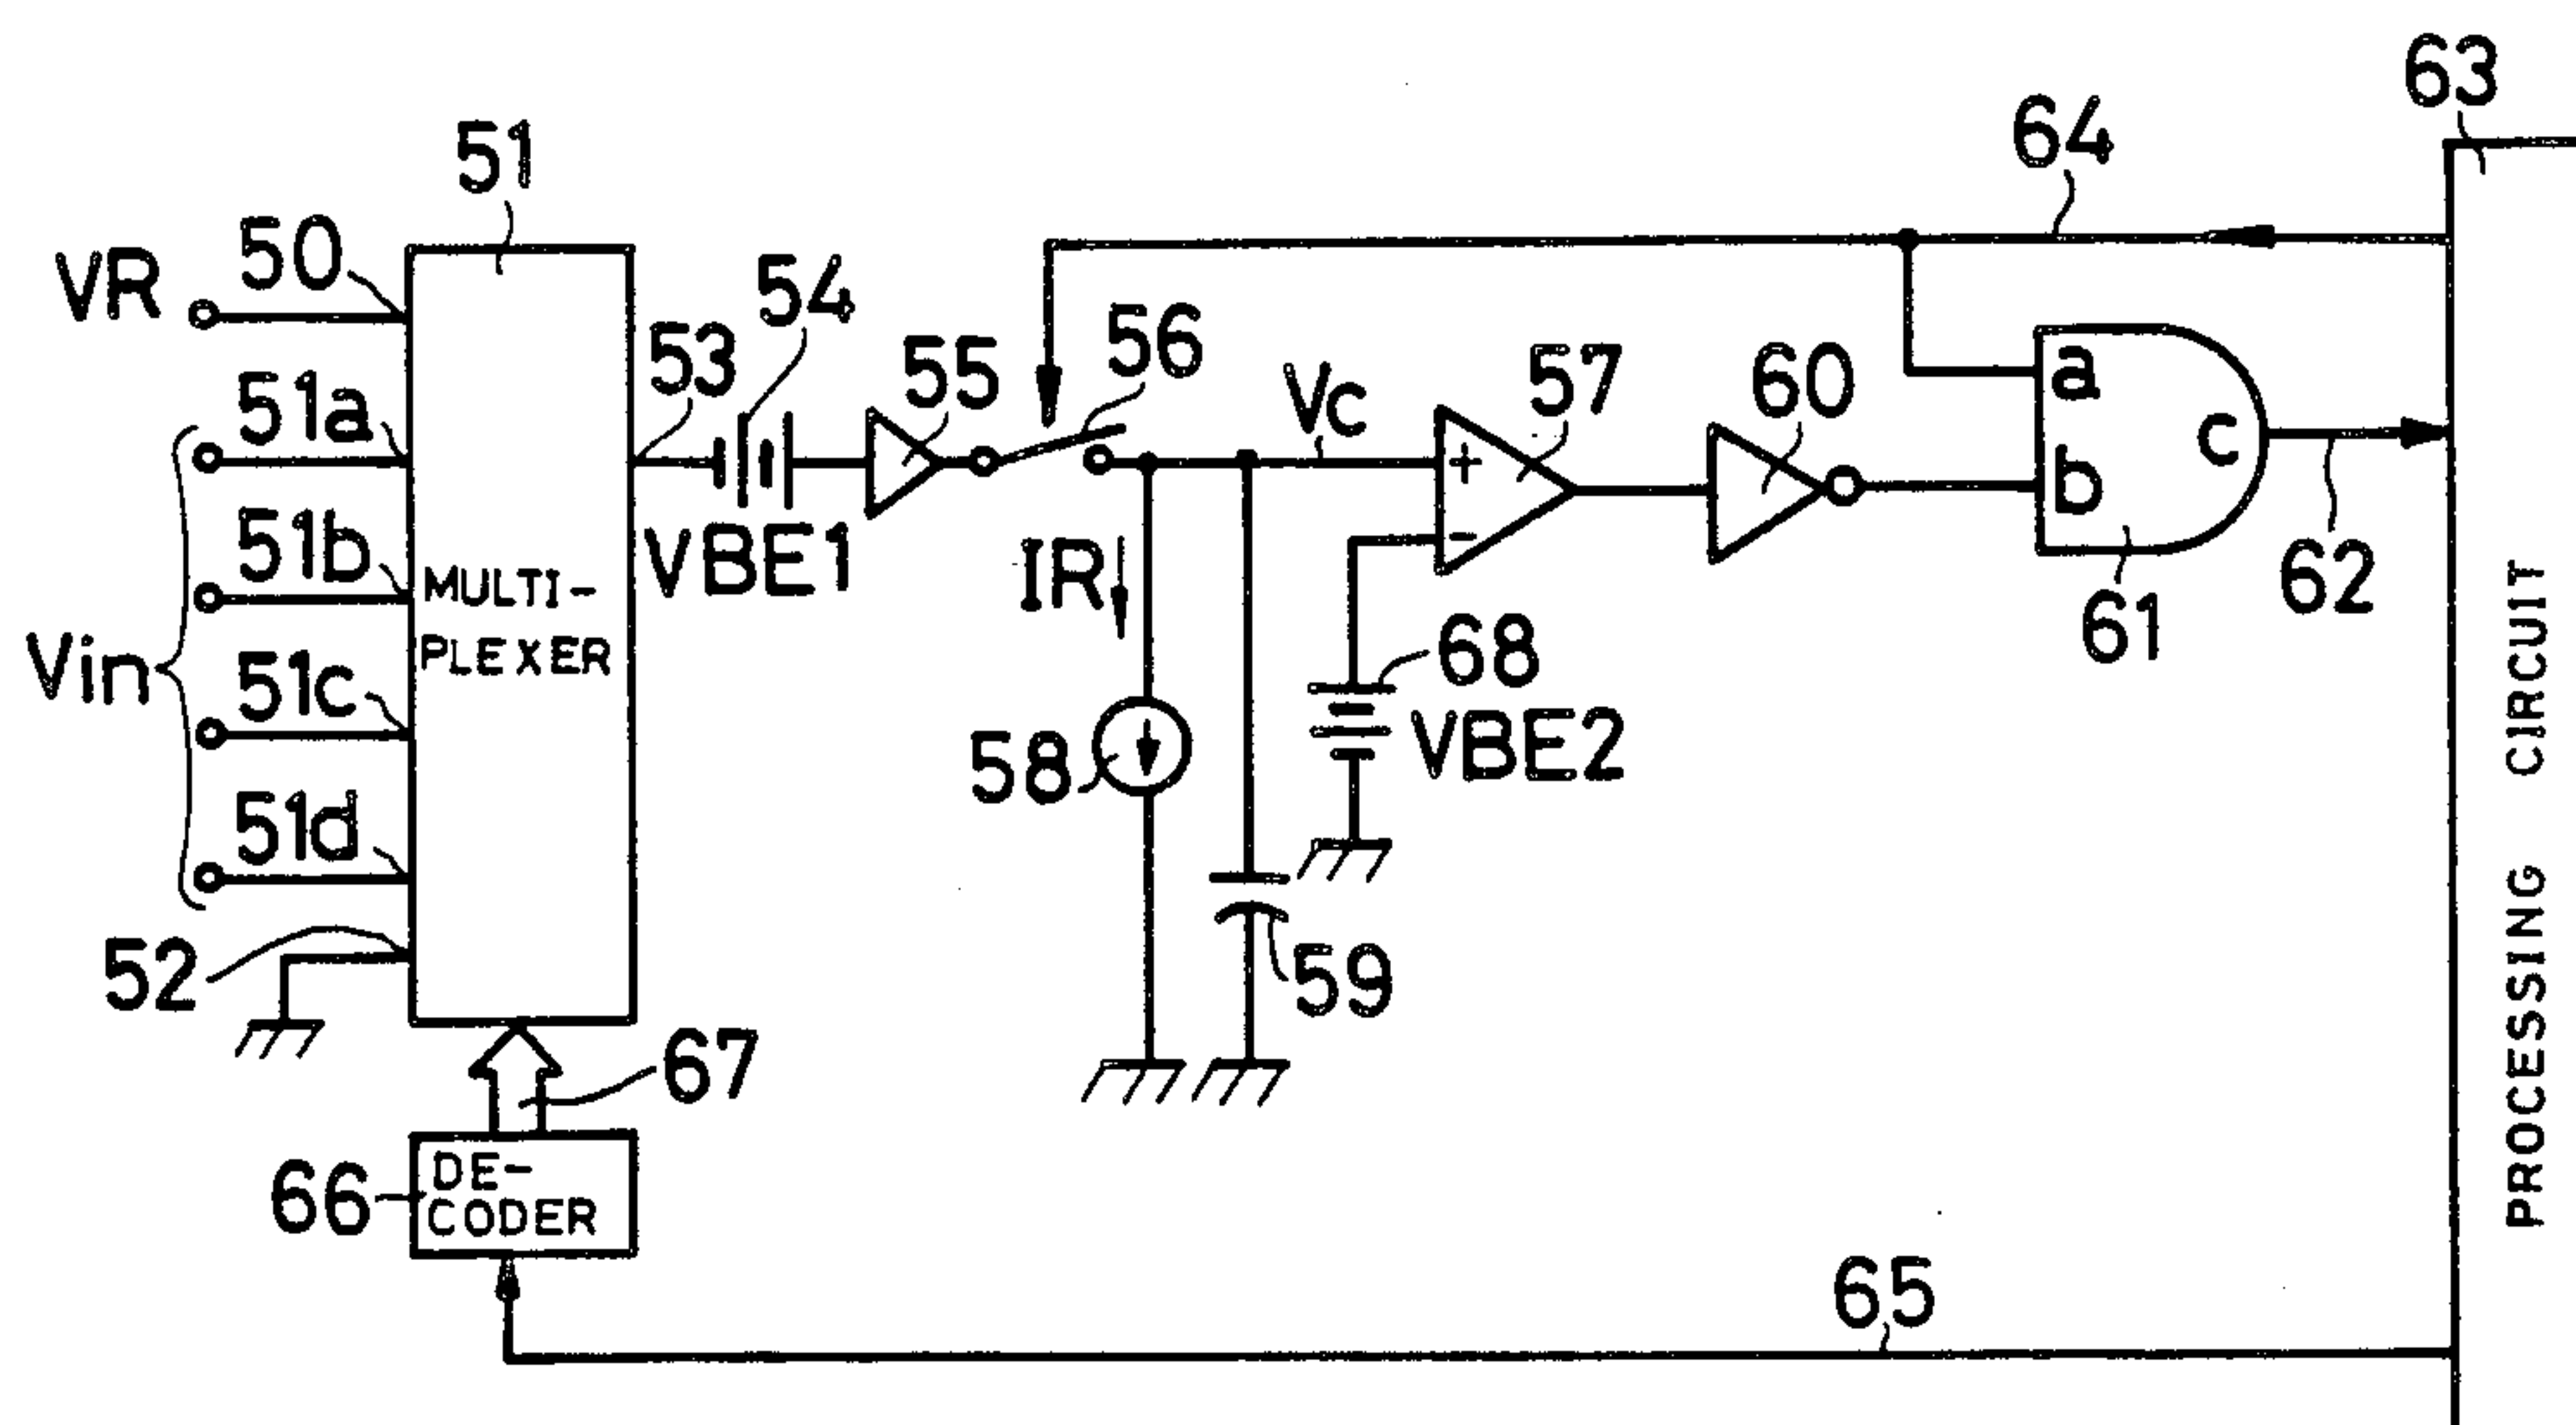 63
64
51
VR
50
54
53
55
56
Vc
57
60
a
b
c
51a
51b
51c
51d
Vin
MULTI-
PLEXER
VBE1
IR
58
59
68
VBE2
61
62
52
67
66
DE-
CODER
65
+
-
PROCESSING CIRCUIT